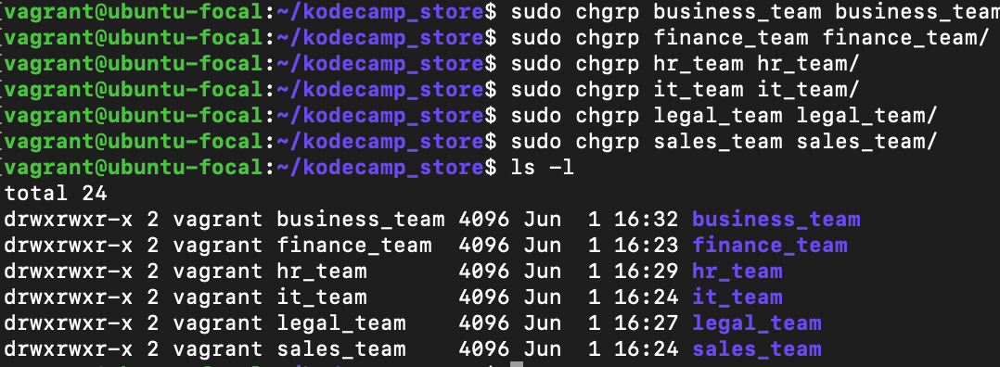 [vagrant@ubuntu-focal:~/kodecamp_store$ sudo chgrp business_team business_team
[vagrant@ubuntu-focal:~/kodecamp_store$ sudo chgrp finance_team finance_team/
[vagrant@ubuntu-focal:~/kodecamp_store$ sudo chgrp hr_team hr_team/
[vagrant@ubuntu-focal:~/kodecamp_store$ sudo chgrp it_team it_team/
[vagrant@ubuntu-focal:~/kodecamp_store$ sudo chgrp legal_team legal_team/
[vagrant@ubuntu-focal:~/kodecamp_store$ sudo chgrp sales_team sales_team/
[vagrant@ubuntu-focal:~/kodecamp_store$ ls -l
total 24
drwxrwxr-x 2 vagrant business_team 4096 Jun  1 16:32 business_team
drwxrwxr-x 2 vagrant finance_team  4096 Jun  1 16:23 finance_team
drwxrwxr-x 2 vagrant hr_team       4096 Jun  1 16:29 hr_team
drwxrwxr-x 2 vagrant it_team       4096 Jun  1 16:24 it_team
drwxrwxr-x 2 vagrant legal_team    4096 Jun  1 16:27 legal_team
drwxrwxr-x 2 vagrant sales_team    4096 Jun  1 16:24 sales_team